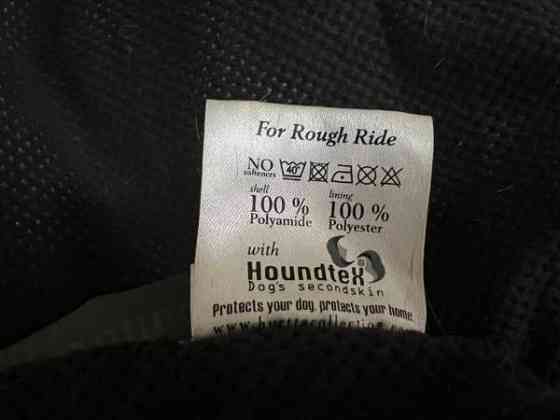 For Rough Ride
NO
softeners
40°
shell lining
100 % 100 %
Polyamide Polyester
with
Houndtex®
Dog's secondskin
Protects your dog, protects your home!